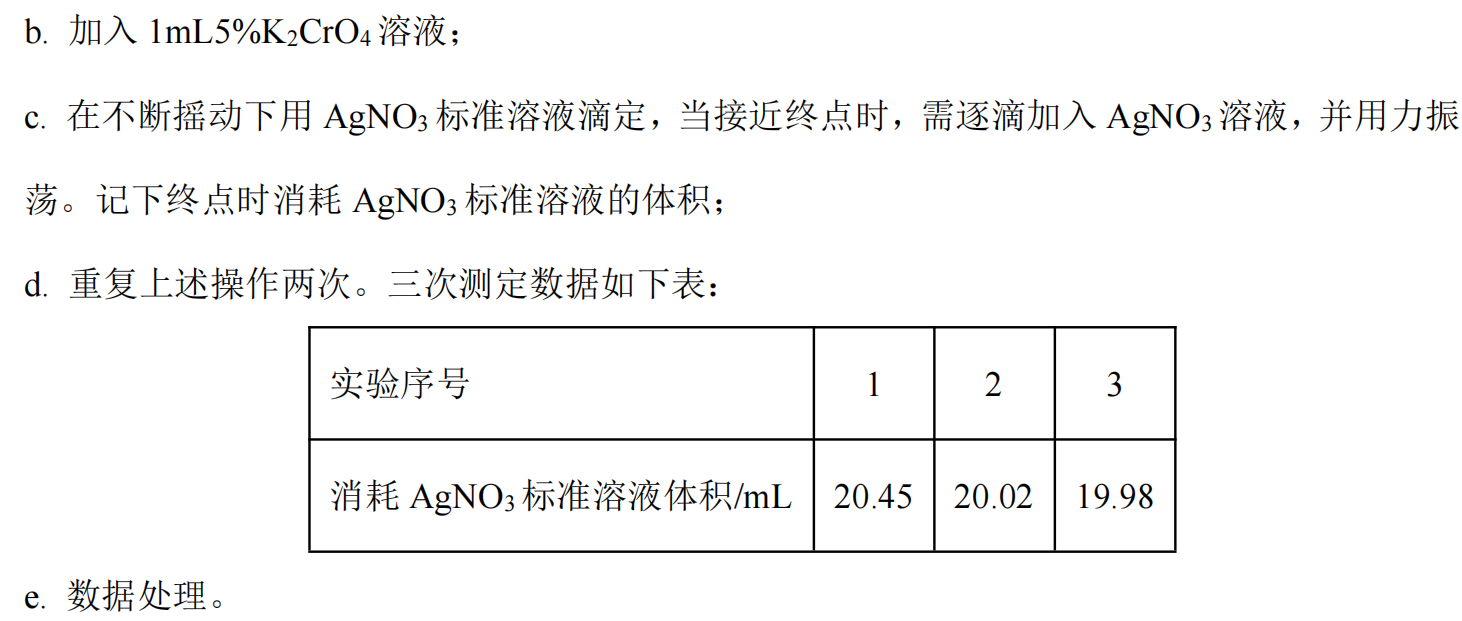 b. 加入 1mL5%K₂CrO₄ 溶液；
c. 在不断摇动下用 AgNO₃ 标准溶液滴定，当接近终点时，需逐滴加入 AgNO₃ 溶液，并用力振
荡。记下终点时消耗 AgNO₃ 标准溶液的体积；
d. 重复上述操作两次。三次测定数据如下表：
实验序号 1 2 3
消耗 AgNO₃ 标准溶液体积/mL 20.45 20.02 19.98
e. 数据处理。